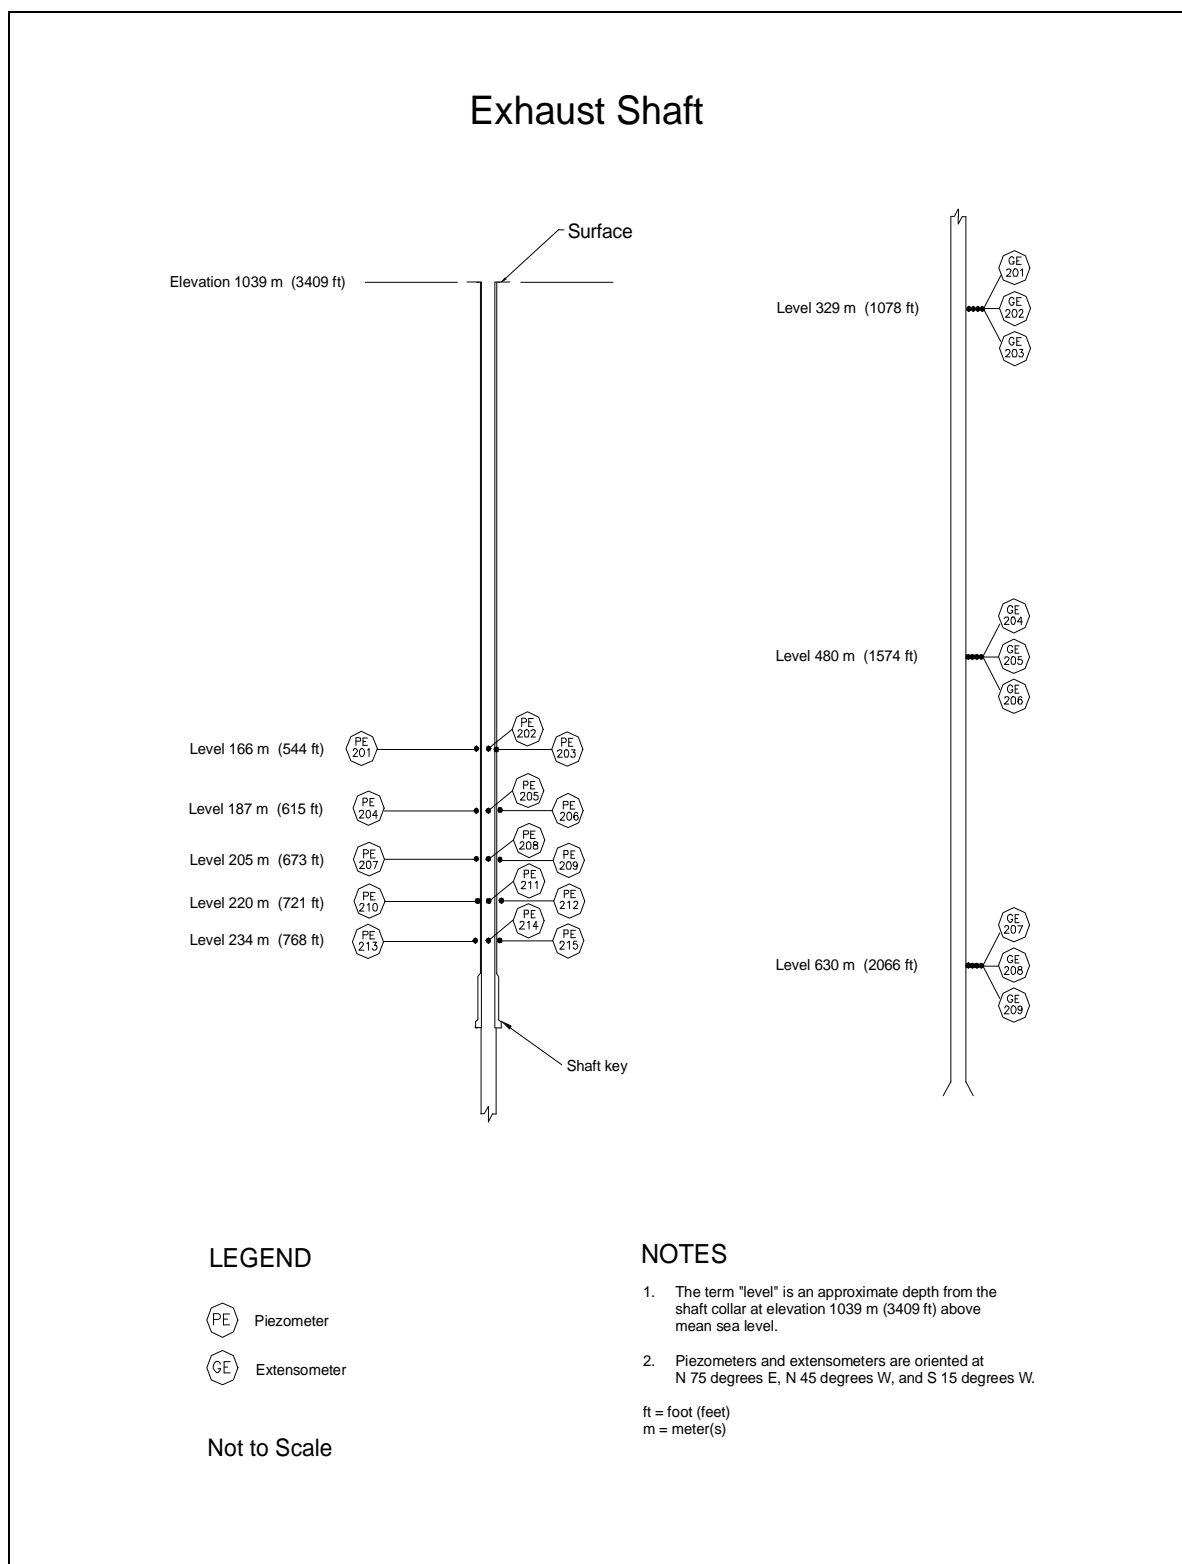 Exhaust Shaft
Surface
Elevation 1039 m (3409 ft)
GE
201
Level 329 m (1078 ft)
GE
202
GE
203
GE
204
Level 480 m (1574 ft)
GE
205
GE
206
PE
202
Level 166 m (544 ft)
PE
201
PE
203
PE
205
Level 187 m (615 ft)
PE
204
PE
206
PE
208
Level 205 m (673 ft)
PE
207
PE
209
PE
211
Level 220 m (721 ft)
PE
210
PE
212
PE
214
Level 234 m (768 ft)
PE
213
PE
215
GE
207
Level 630 m (2066 ft)
GE
208
GE
209
Shaft key
LEGEND
PE Piezometer
GE Extensometer
Not to Scale
NOTES
1. The term "level" is an approximate depth from the
shaft collar at elevation 1039 m (3409 ft) above
mean sea level.
2. Piezometers and extensometers are oriented at
N 75 degrees E, N 45 degrees W, and S 15 degrees W.
ft = foot (feet)
m = meter(s)